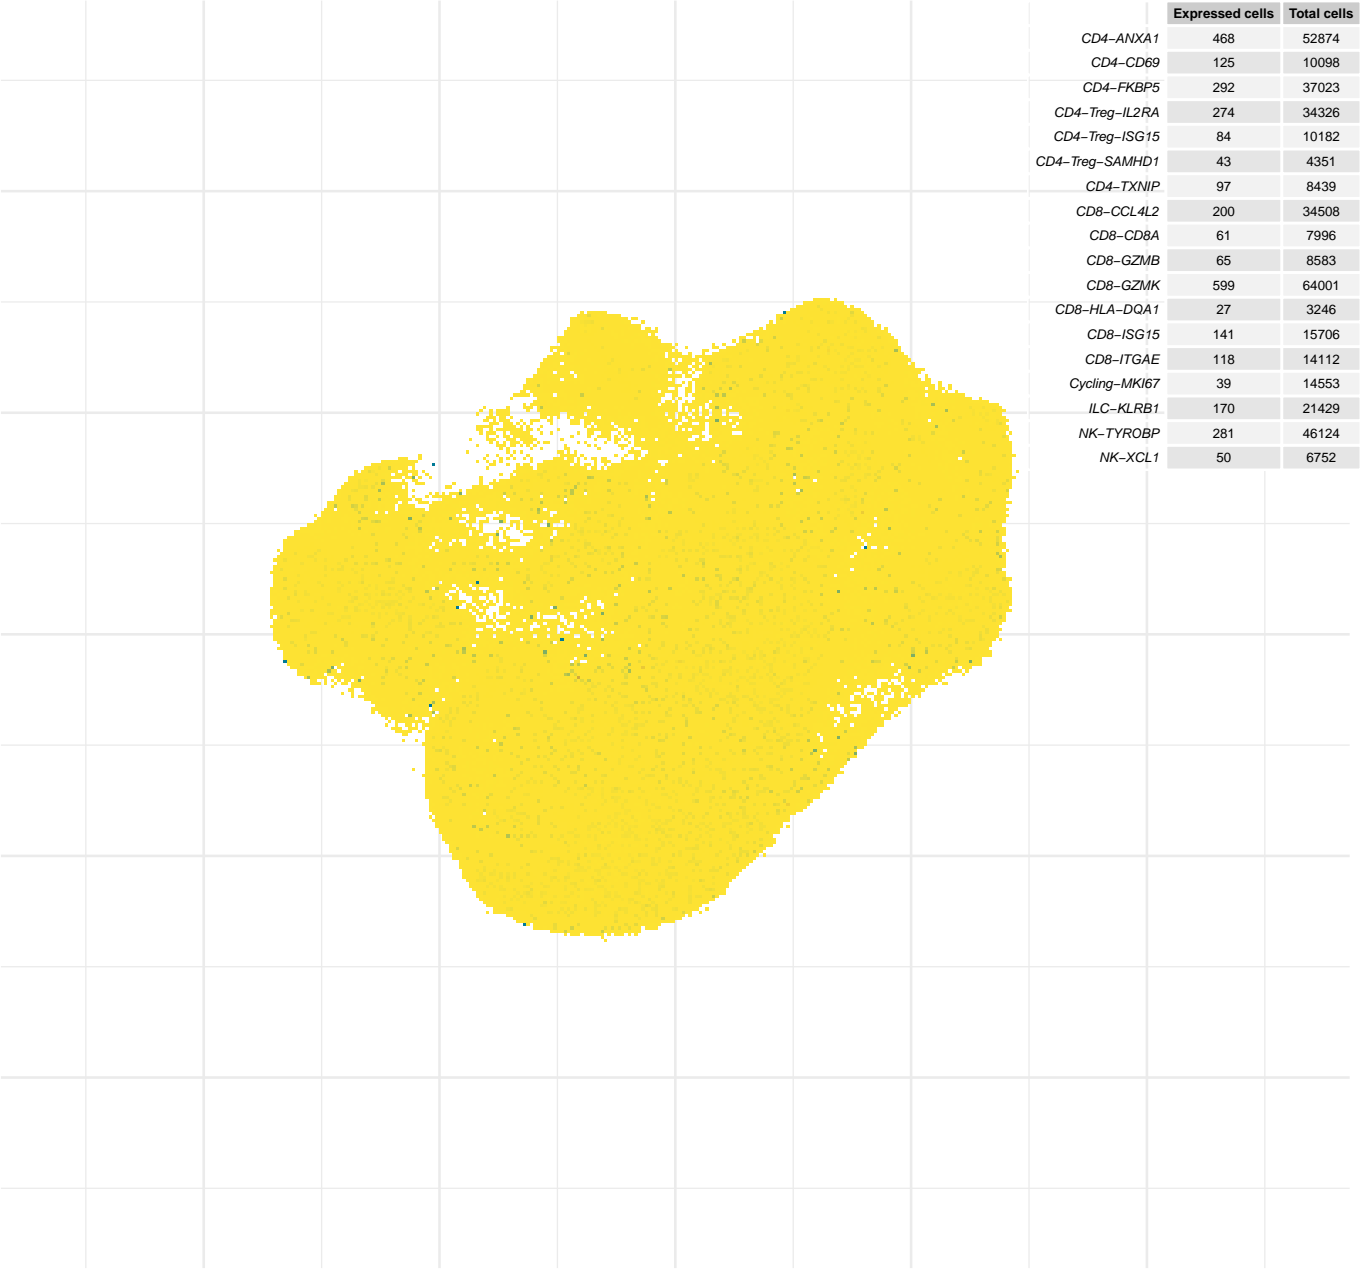 Expressed cells Total cells
CD4−ANXA1 468 52874
CD4−CD69 125 10098
CD4−FKBP5 292 37023
CD4−Treg−IL2RA 274 34326
CD4−Treg−ISG15 84 10182
CD4−Treg−SAMHD1 43 4351
CD4−TXNIP 97 8439
CD8−CCL4L2 200 34508
CD8−CD8A 61 7996
CD8−GZMB 65 8583
CD8−GZMK 599 64001
CD8−HLA−DQA1 27 3246
CD8−ISG15 141 15706
CD8−ITGAE 118 14112
Cycling−MKI67 39 14553
ILC−KLRB1 170 21429
NK−TYROBP 281 46124
NK−XCL1 50 6752